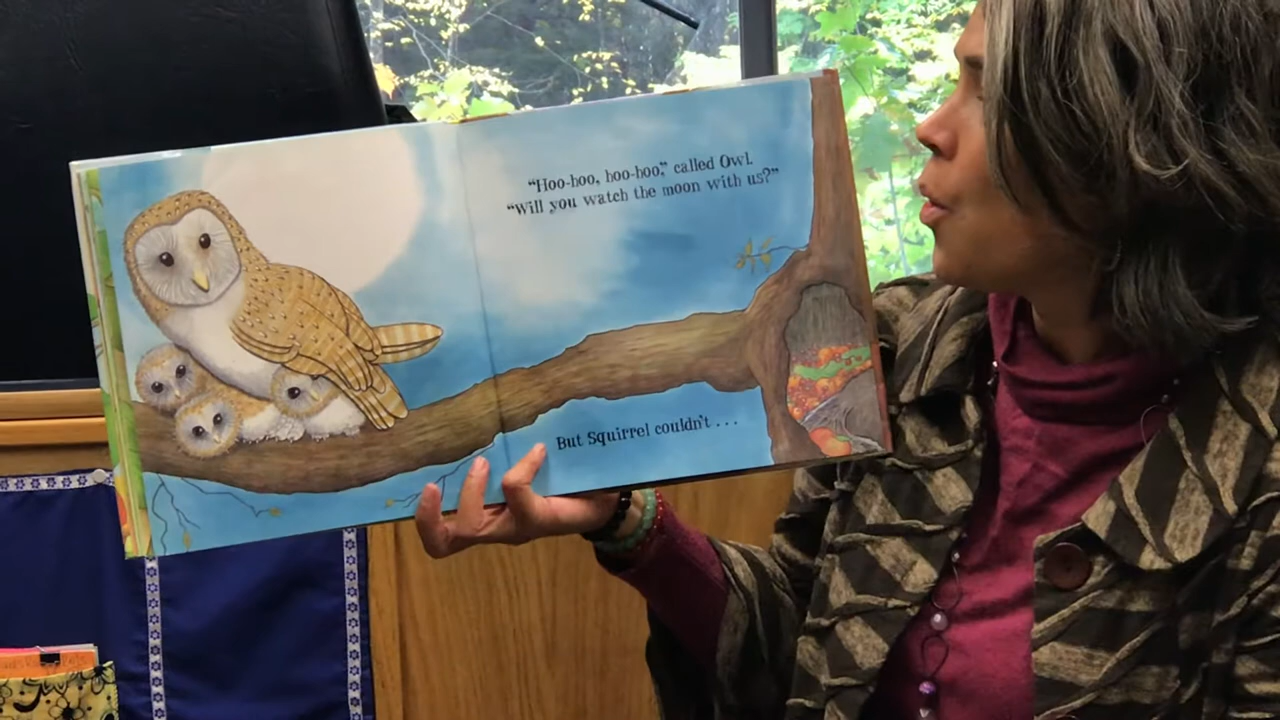 “Hoo-hoo, hoo-hoo,” called Owl.
“Will you watch the moon with us?”
But Squirrel couldn’t . . .